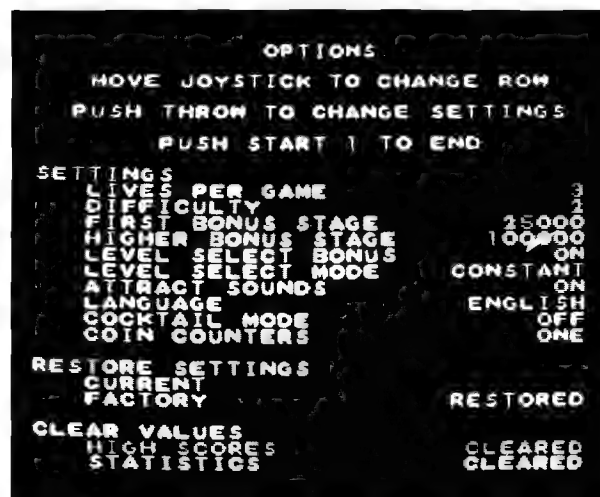 OPTIONS
MOVE JOYSTICK TO CHANGE ROW
PUSH THROW TO CHANGE SETTINGS
PUSH START 1 TO END
SETTINGS
LIVES PER GAME 3
DIFFICULTY
FIRST BONUS STAGE 25000
HIGHER BONUS STAGE 100000
LEVEL SELECT BONUS ON
LEVEL SELECT MODE CONSTANT
ATTRACT SOUNDS ON
LANGUAGE ENGLISH
COCKTAIL MODE OFF
COIN COUNTERS ONE
RESTORE SETTINGS
CURRENT
FACTORY RESTORED
CLEAR VALUES
HIGH SCORES CLEARED
STATISTICS CLEARED